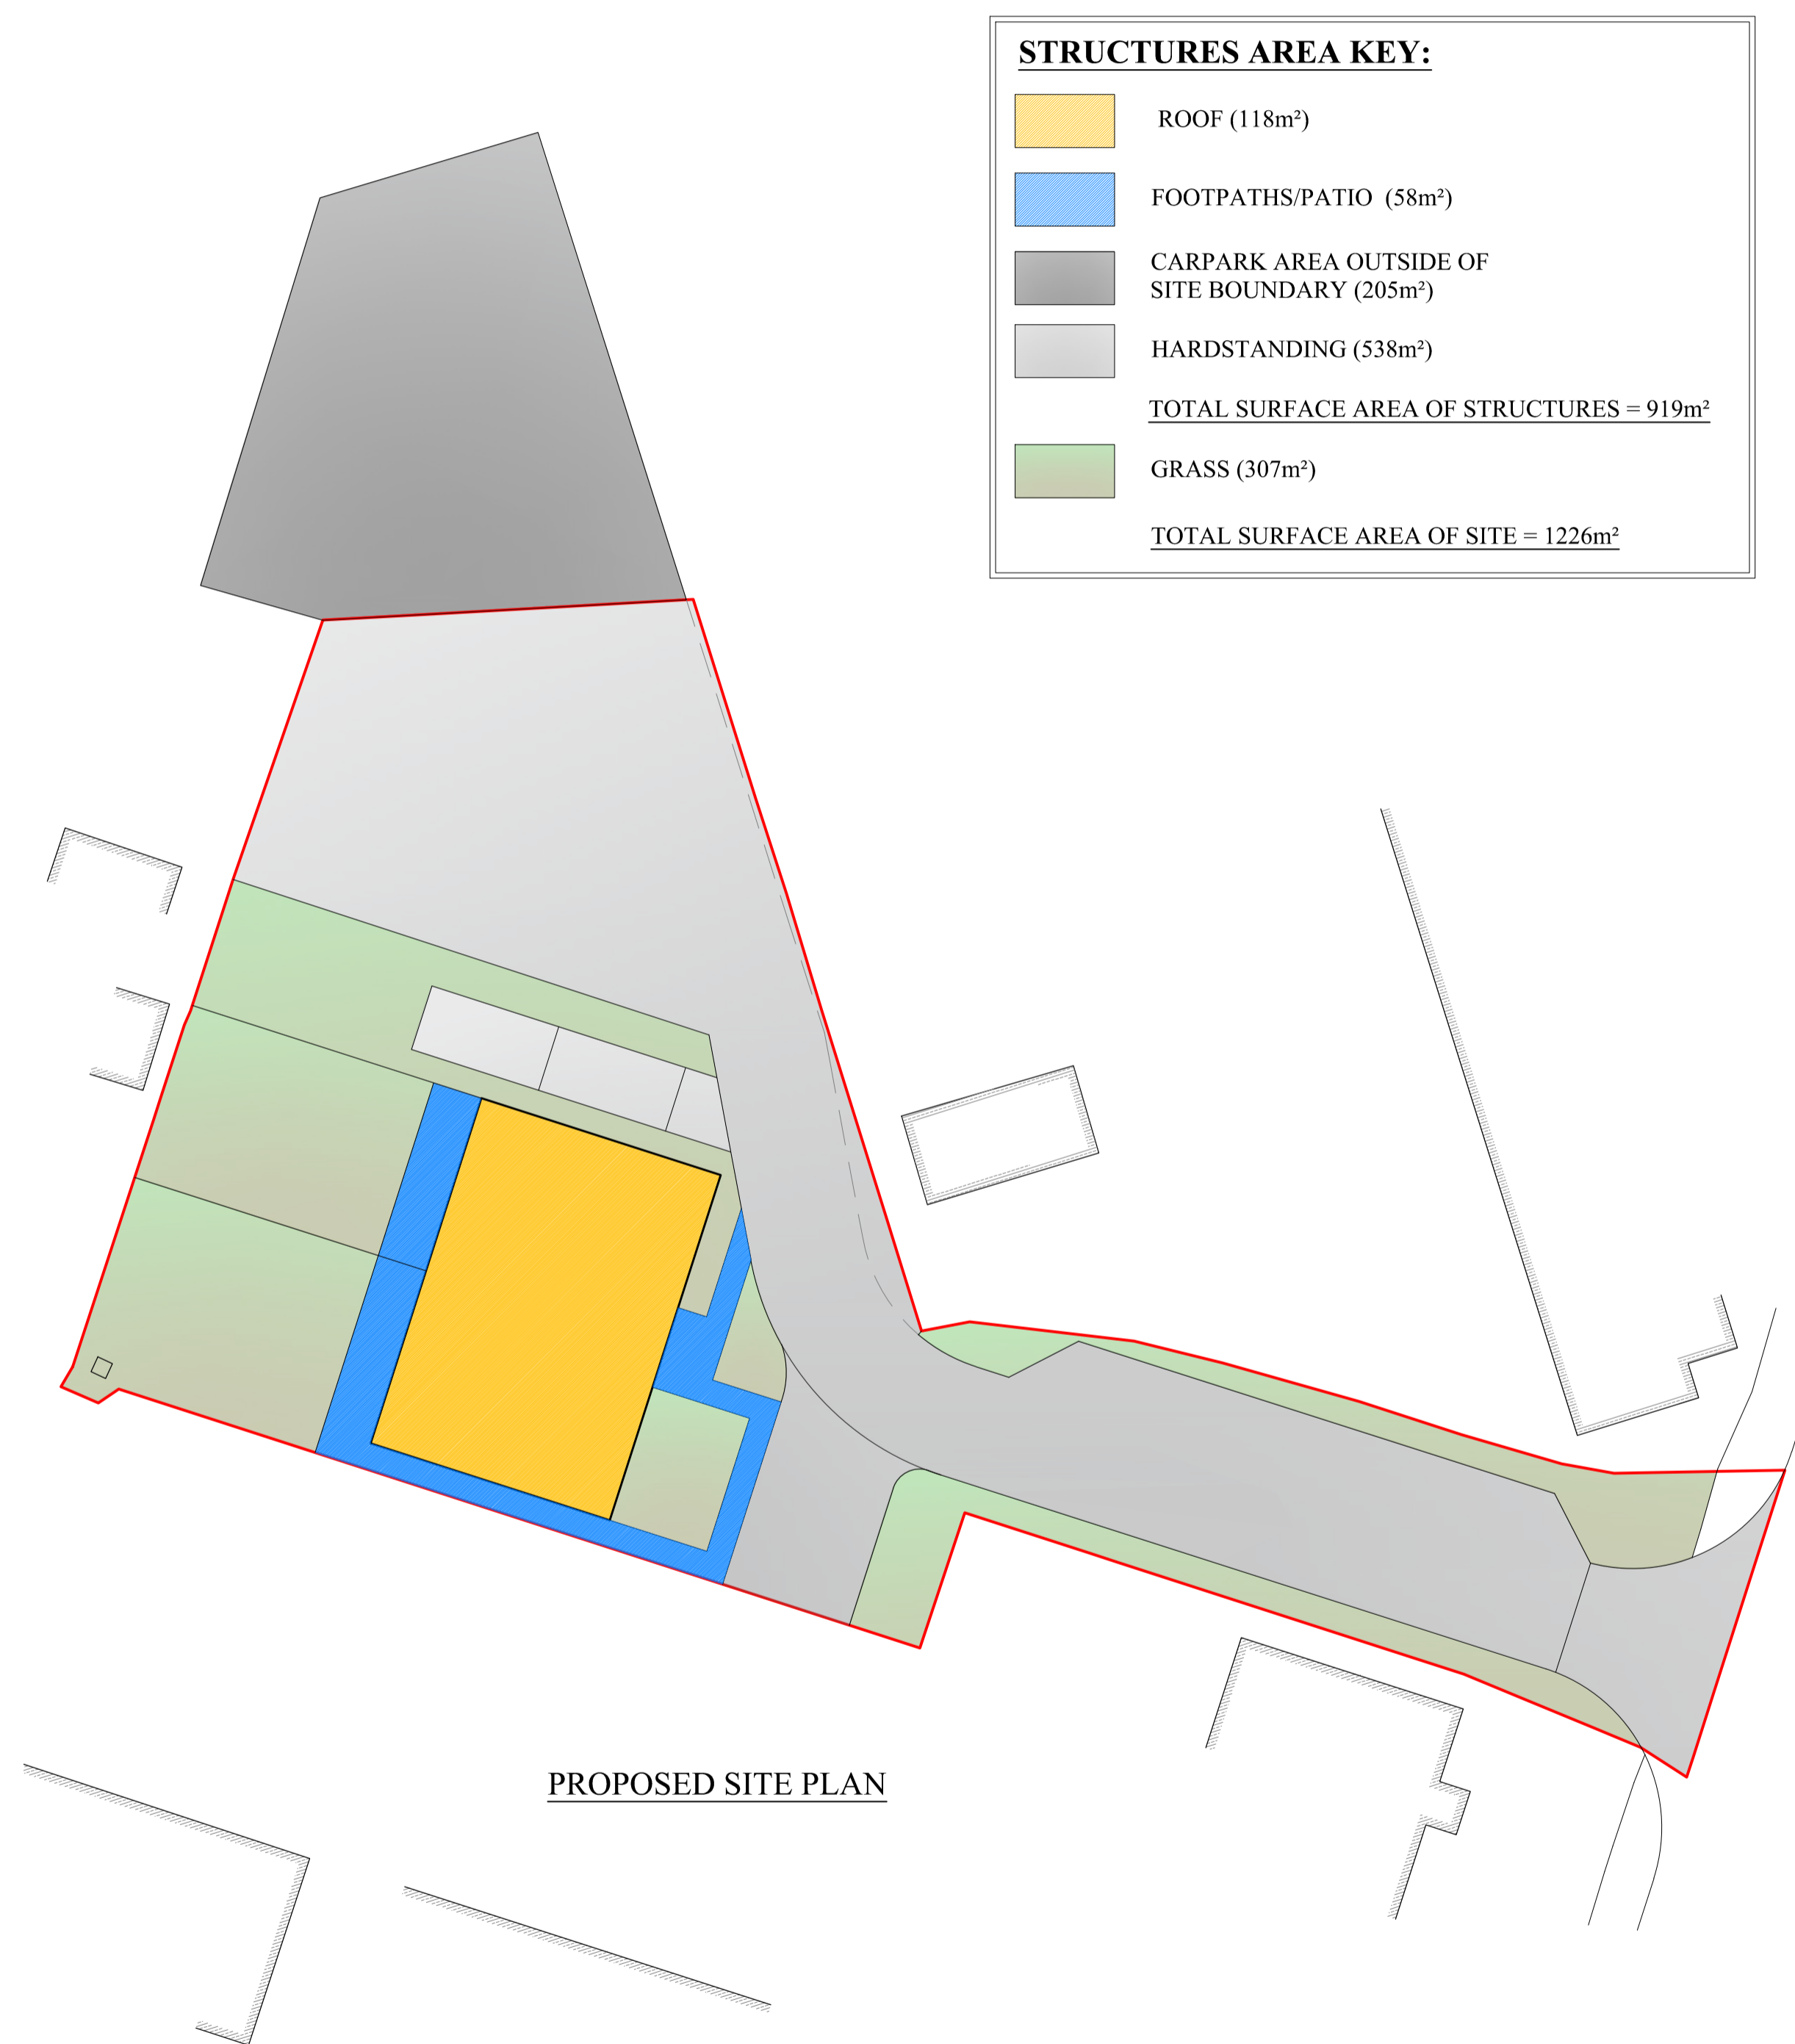 STRUCTURES AREA KEY:
ROOF (118m²)
FOOTPATHS/PATIO (58m²)
CARPARK AREA OUTSIDE OF
SITE BOUNDARY (205m²)
HARDSTANDING (538m²)
TOTAL SURFACE AREA OF STRUCTURES = 919m²
GRASS (307m²)
TOTAL SURFACE AREA OF SITE = 1226m²
PROPOSED SITE PLAN